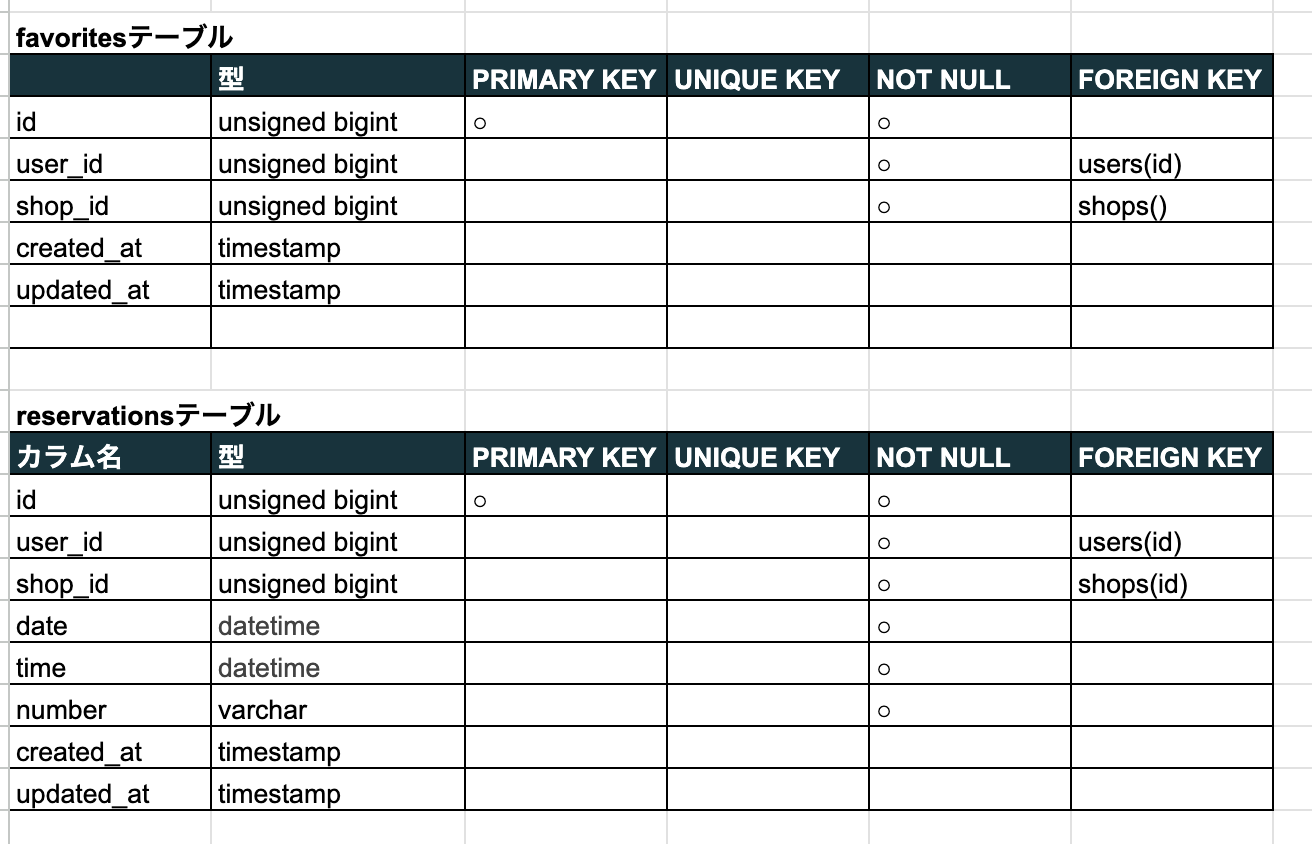 favoritesテーブル
型 PRIMARY KEY UNIQUE KEY NOT NULL FOREIGN KEY
id unsigned bigint ○ ○
user_id unsigned bigint ○ users(id)
shop_id unsigned bigint ○ shops()
created_at timestamp
updated_at timestamp
reservationsテーブル
カラム名 型 PRIMARY KEY UNIQUE KEY NOT NULL FOREIGN KEY
id unsigned bigint ○ ○
user_id unsigned bigint ○ users(id)
shop_id unsigned bigint ○ shops(id)
date datetime ○
time datetime ○
number varchar ○
created_at timestamp
updated_at timestamp